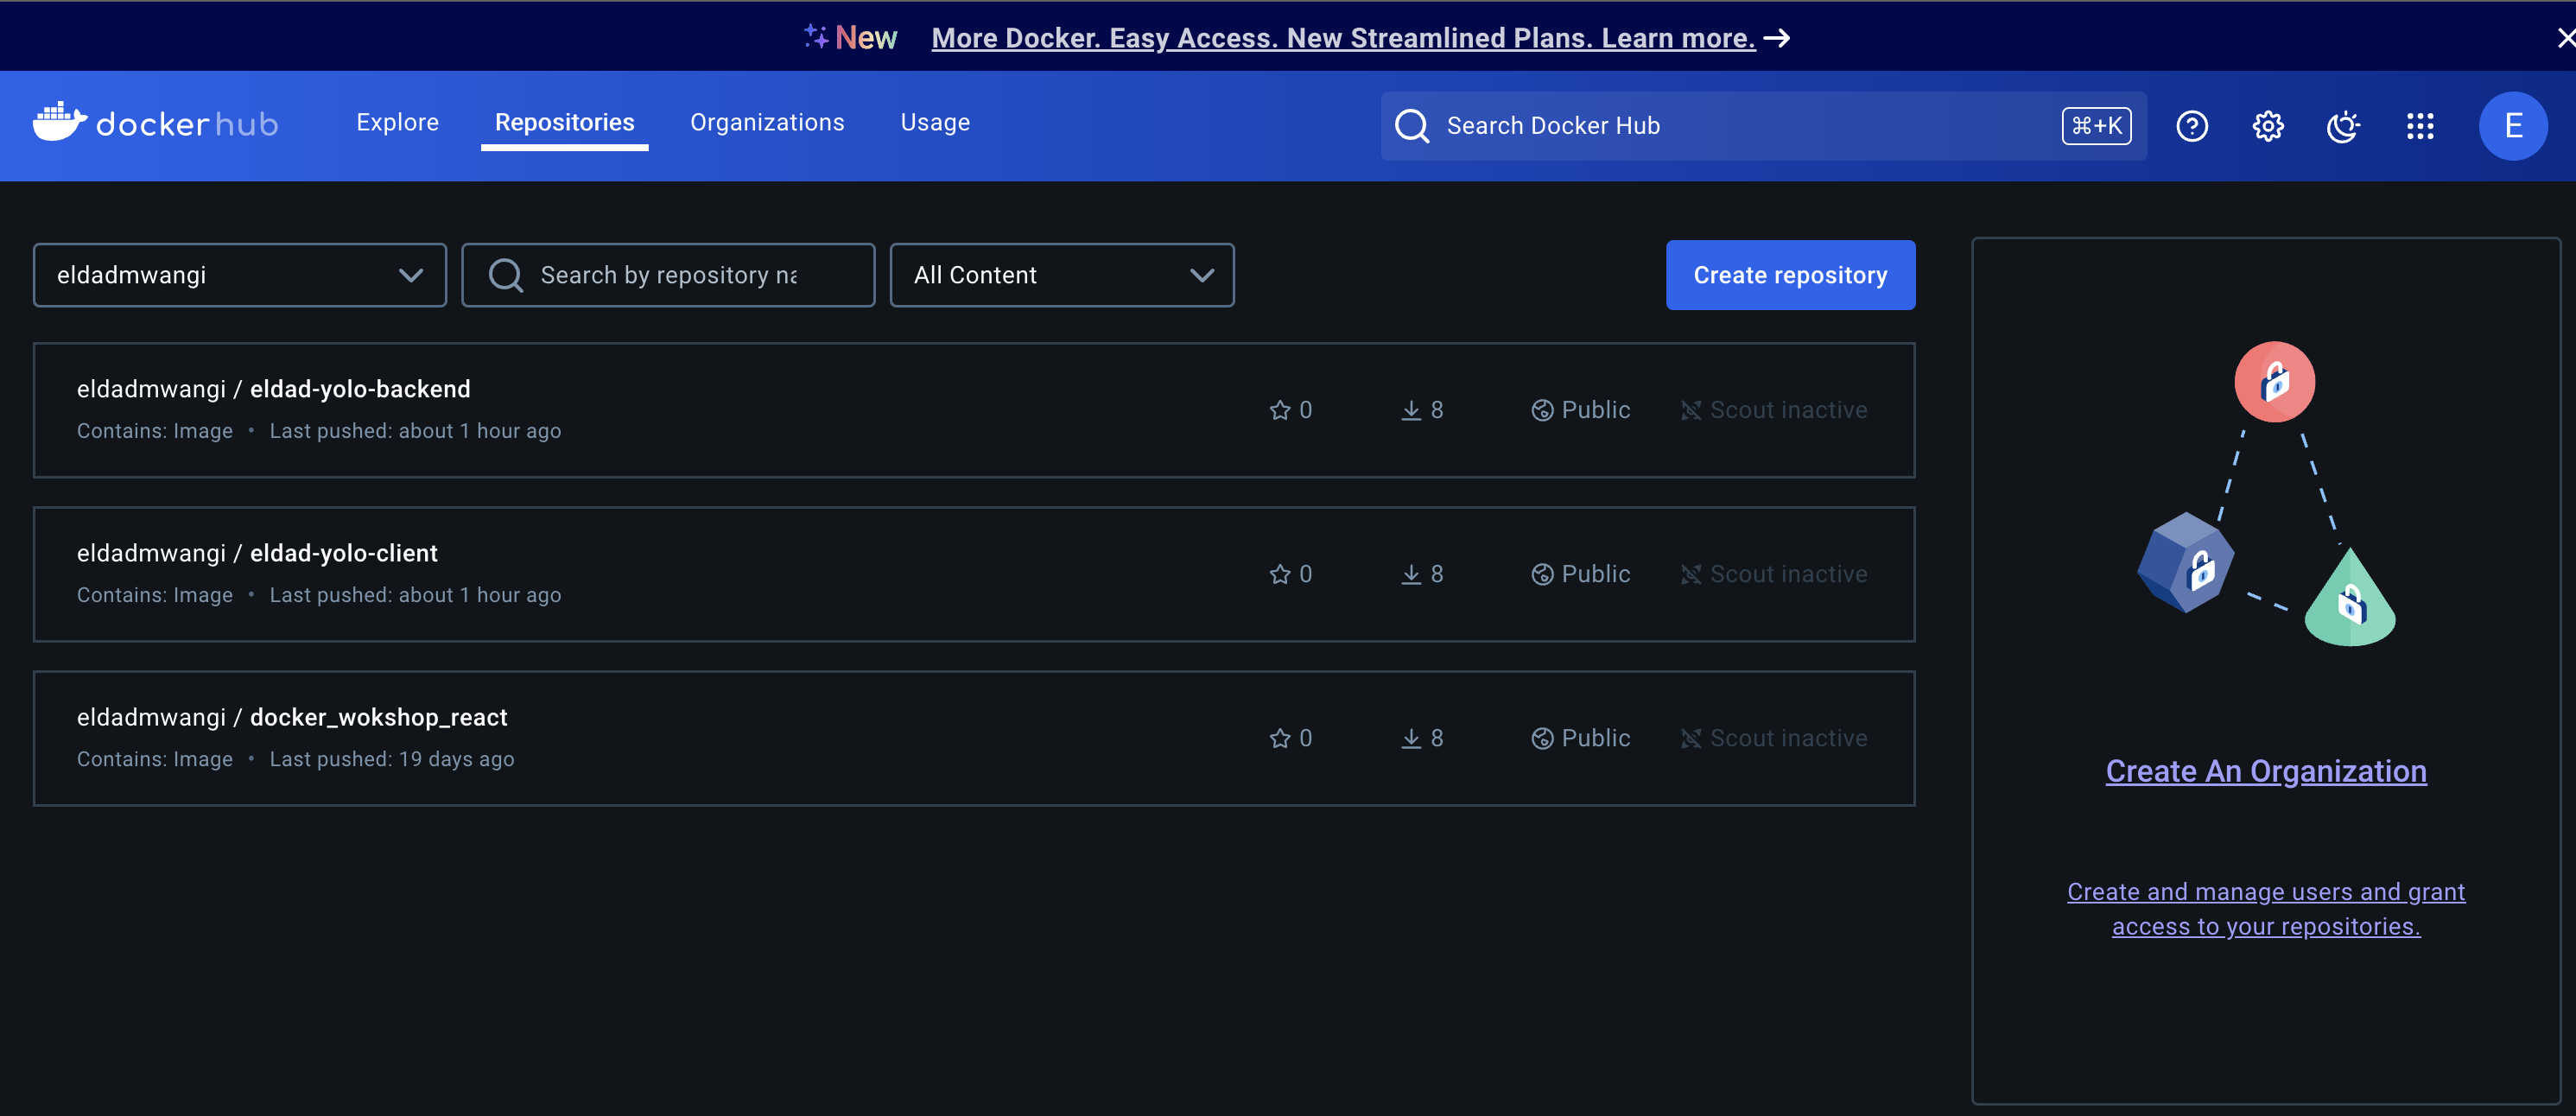 New More Docker. Easy Access. New Streamlined Plans. Learn more. →
dockerhub Explore Repositories Organizations Usage Search Docker Hub ⌘+K E
eldadmwangi Search by repository na All Content Create repository
eldadmwangi / eldad-yolo-backend
Contains: Image • Last pushed: about 1 hour ago
0 8 Public Scout inactive
eldadmwangi / eldad-yolo-client
Contains: Image • Last pushed: about 1 hour ago
0 8 Public Scout inactive
eldadmwangi / docker_wokshop_react
Contains: Image • Last pushed: 19 days ago
0 8 Public Scout inactive
Create An Organization
Create and manage users and grant
access to your repositories.